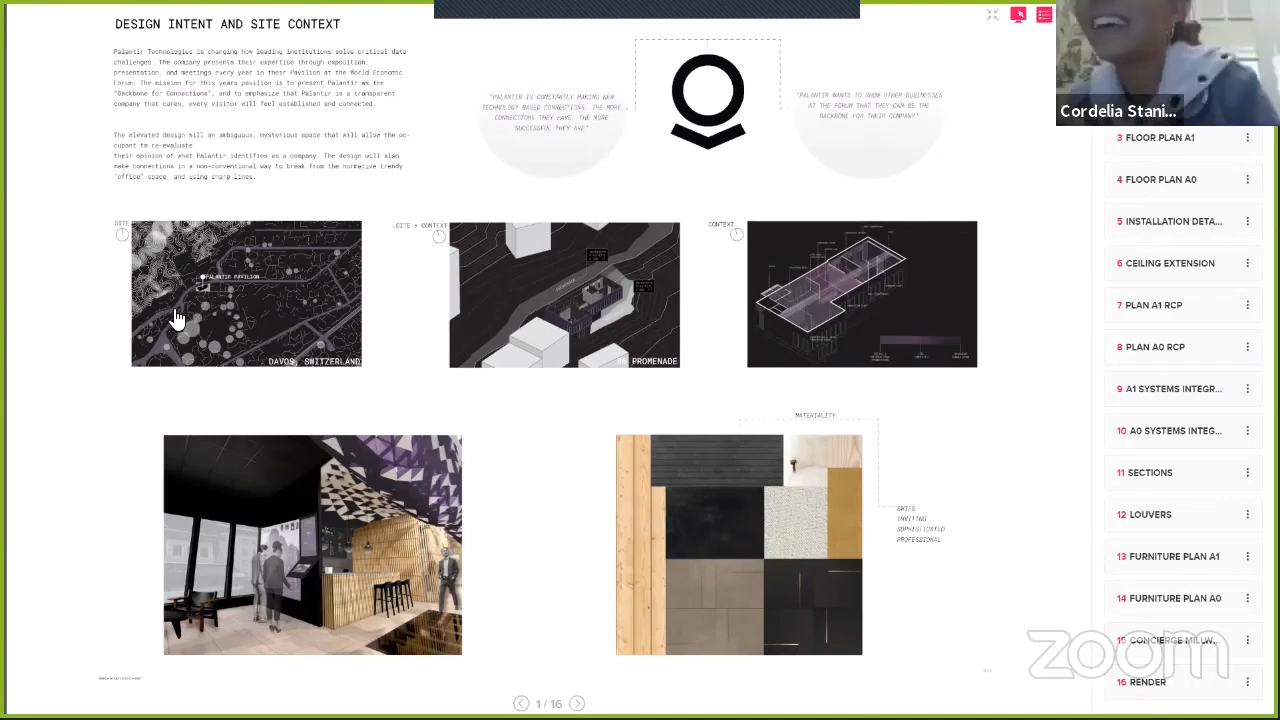 DESIGN INTENT AND SITE CONTEXT
Palantir Technologies is changing how leading institutions solve critical data
challenges. The company presents their expertise through exposition,
presentation, and meetings every year in their Pavilion at the World Economic
Forum. The mission for this years pavilion is to present Palantir as the
"Backbone for Connections", and to emphasize that Palantir is a transparent
company that cares, every visitor will feel established and connected.
The elevated design will an ambiguous, mysterious space that will allow the oc-
cupant to re-evaluate
their opinion of what Palantir identifies as a company. The design will also
make connections in a non-conventional way to break from the normative trendy
"office" space, and using sharp lines.
"PALANTIR IS CONSTANTLY MAKING NEW
TECHNOLOGY BASED CONNECTIONS, THE MORE
CONNECTIONS THEY HAVE, THE MORE
SUCCESSFUL THEY ARE"
"PALANTIR WANTS TO SHOW OTHER BUSINESSES
AT THE FORUM THAT THEY CAN BE THE
BACKBONE FOR THEIR COMPANY"
SITE
PALANTIR PAVILION
DAVOS, SWITZERLAND
SITE + CONTEXT
PROMENADE
86 PROMENADE
CONTEXT
MATERIALITY
SWISS
INVITING
SOPHISTICATED
PROFESSIONAL
1 / 16
Cordelia Stani...
3 FLOOR PLAN A1
4 FLOOR PLAN A0
5 INSTALLATION DETA...
6 CEILING EXTENSION
7 PLAN A1 RCP
8 PLAN A0 RCP
9 A1 SYSTEMS INTEGR...
10 A0 SYSTEMS INTEG...
11 SECTIONS
12 LOUVERS
13 FURNITURE PLAN A1
14 FURNITURE PLAN A0
15 CONCIERGE MILLW...
16 RENDER
zoom